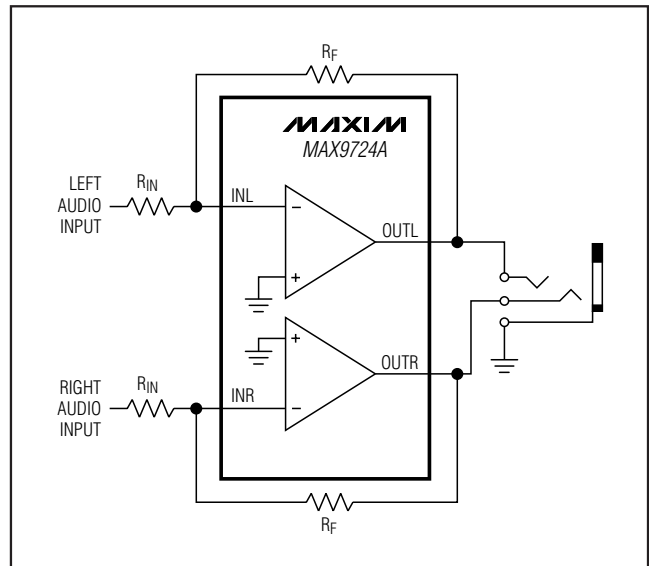 RF
MAXIM
MAX9724A
LEFT
AUDIO
INPUT
RIN
INL
−
+
OUTL
+
−
OUTR
RIGHT
AUDIO
INPUT
RIN
INR
RF